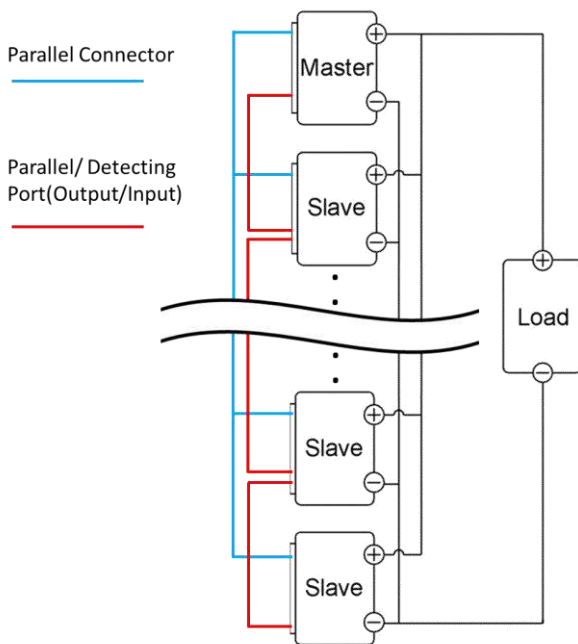 Parallel Connector
Parallel/ Detecting
Port(Output/Input)
Master
Slave
Load
Slave
Slave